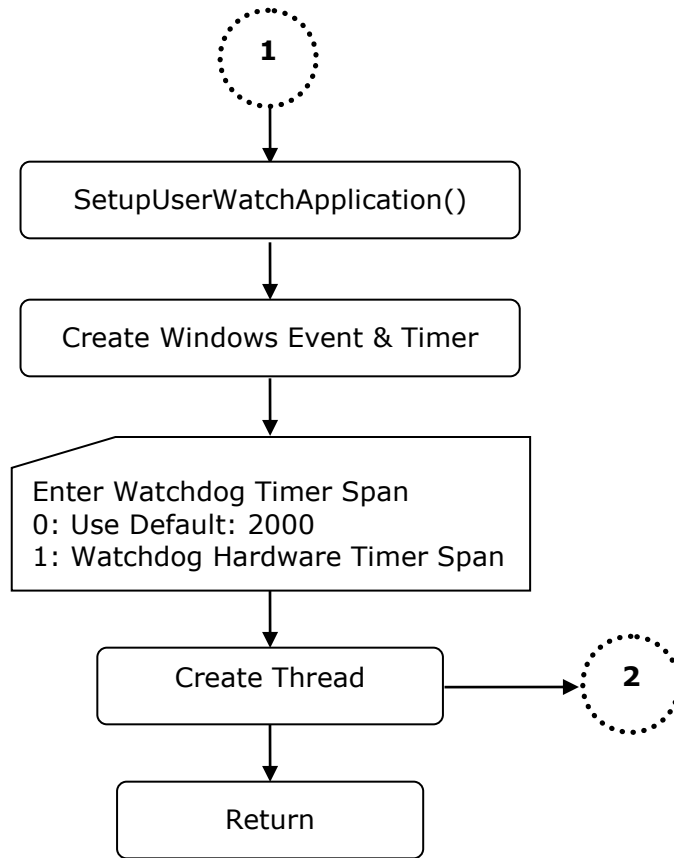 1
SetupUserWatchApplication()
Create Windows Event & Timer
Enter Watchdog Timer Span
0: Use Default: 2000
1: Watchdog Hardware Timer Span
Create Thread
2
Return